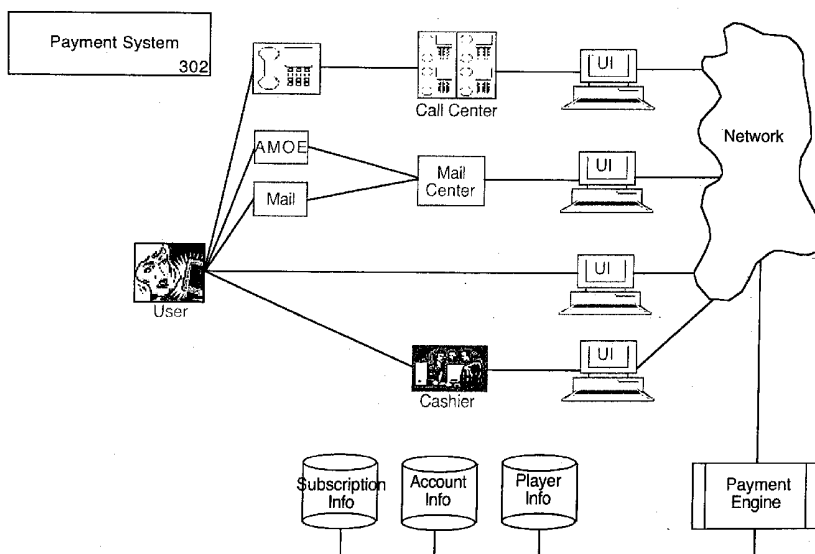 Payment System
302
UI
Call Center
Network
AMOE
Mail
Mail
Center
UI
User
UI
Cashier
UI
Subscription
Info
Account
Info
Player
Info
Payment
Engine